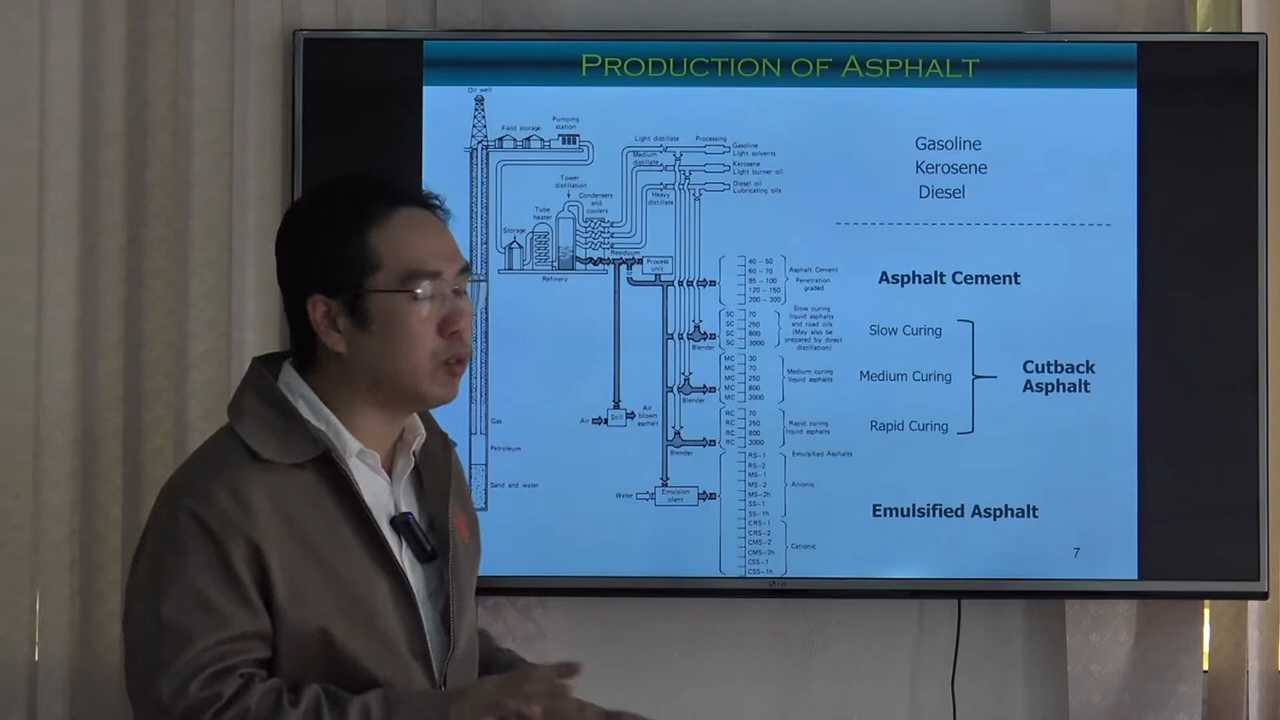 PRODUCTION OF ASPHALT
Oil well
Field storage
Pumping
station
Light distillate
Processing
Gasoline
Light solvents
Medium
distillate
Kerosene
Light burner oil
Diesel oil
Lubricating oils
Heavy
distillate
Tower
distillation
Condensers
and
coolers
Tube
heater
Storage
Refinery
Residuum
Process
unit
Gas
Petroleum
Sand and water
Air
Still
Air
blown
asphalt
Water
Emulsion
plant
Blender
Blender
Blender
40 - 50
60 - 70
85 - 100
120 - 150
200 - 300
Asphalt Cement
Penetration
graded
SC 70
SC 250
SC 800
SC 3000
Slow curing
liquid asphalts
and road oils
(May also be
prepared by direct
distillation)
MC 30
MC 70
MC 250
MC 800
MC 3000
Medium curing
liquid asphalts
RC 70
RC 250
RC 800
RC 3000
Rapid curing
liquid asphalts
RS-1
RS-2
MS-1
MS-2
MS-2h
SS-1
SS-1h
CRS-1
CRS-2
CMS-2
CMS-2h
CSS-1
CSS-1h
Emulsified Asphalts
Anionic
Cationic
Gasoline
Kerosene
Diesel
Asphalt Cement
Slow Curing
Medium Curing
Rapid Curing
Cutback
Asphalt
Emulsified Asphalt
7
LG